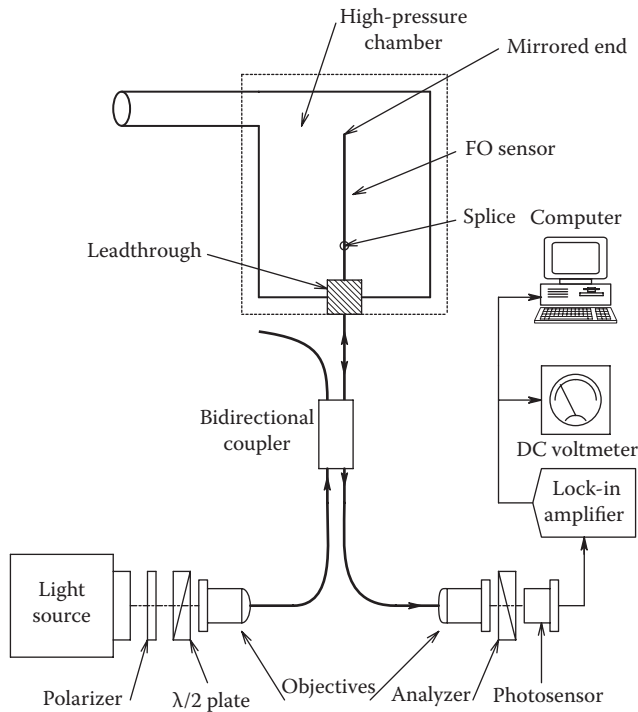 High-pressure
chamber
Mirrored end
FO sensor
Splice
Computer
Leadthrough
Bidirectional
coupler
DC voltmeter
Lock-in
amplifier
Light
source
Polarizer
λ/2 plate
Objectives
Analyzer
Photosensor